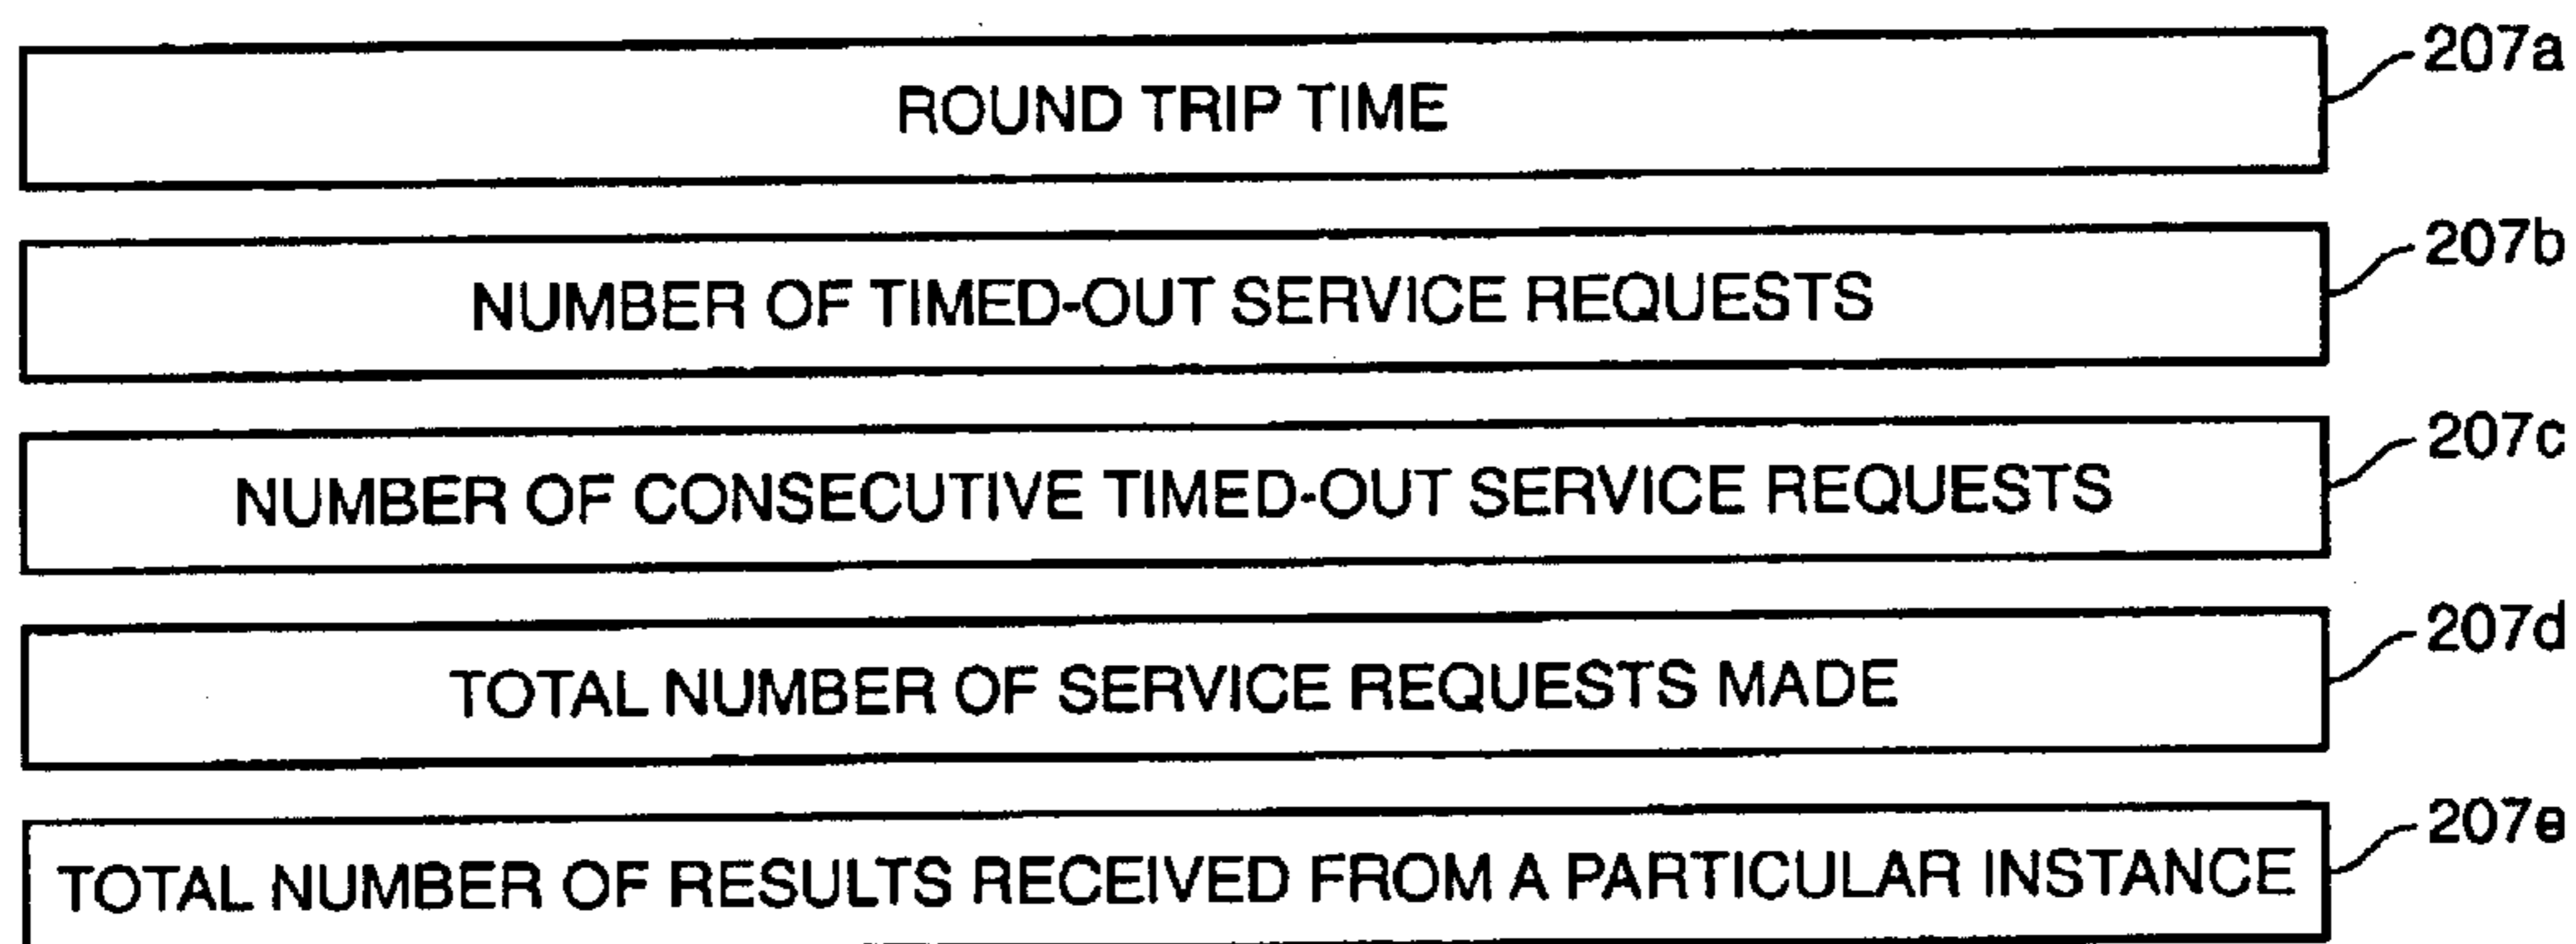 ROUND TRIP TIME 207a
NUMBER OF TIMED-OUT SERVICE REQUESTS 207b
NUMBER OF CONSECUTIVE TIMED-OUT SERVICE REQUESTS 207c
TOTAL NUMBER OF SERVICE REQUESTS MADE 207d
TOTAL NUMBER OF RESULTS RECEIVED FROM A PARTICULAR INSTANCE 207e